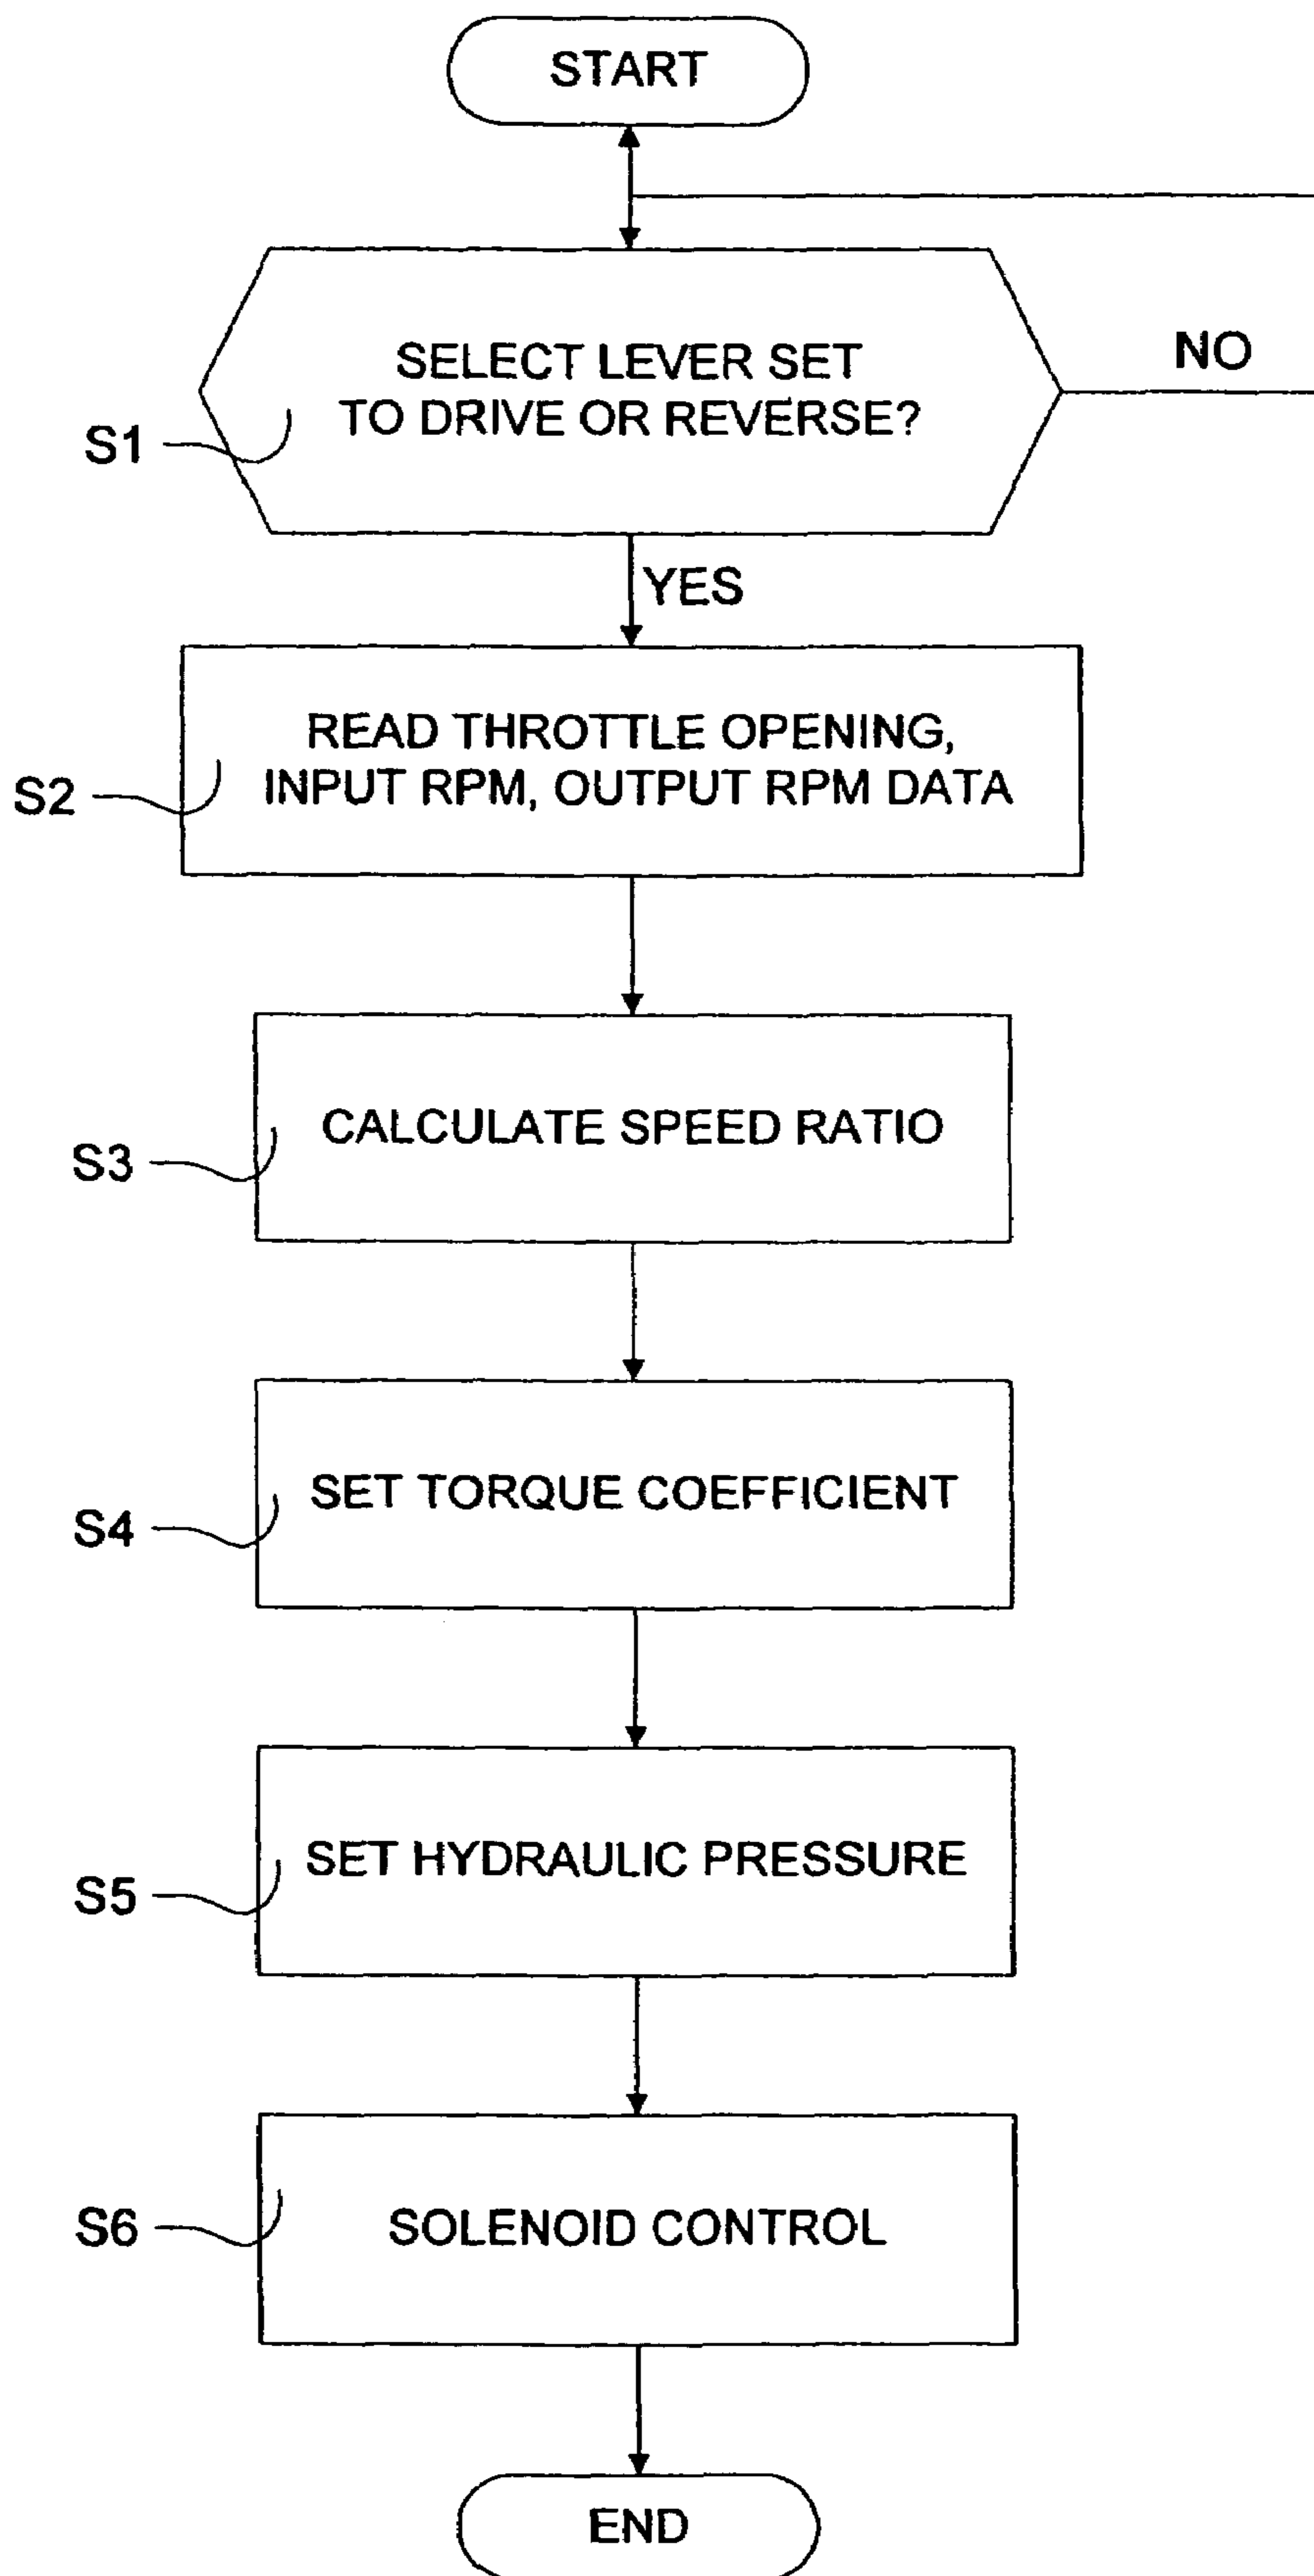 START
SELECT LEVER SET
TO DRIVE OR REVERSE?
NO
S1
YES
READ THROTTLE OPENING,
INPUT RPM, OUTPUT RPM DATA
S2
CALCULATE SPEED RATIO
S3
SET TORQUE COEFFICIENT
S4
SET HYDRAULIC PRESSURE
S5
SOLENOID CONTROL
S6
END